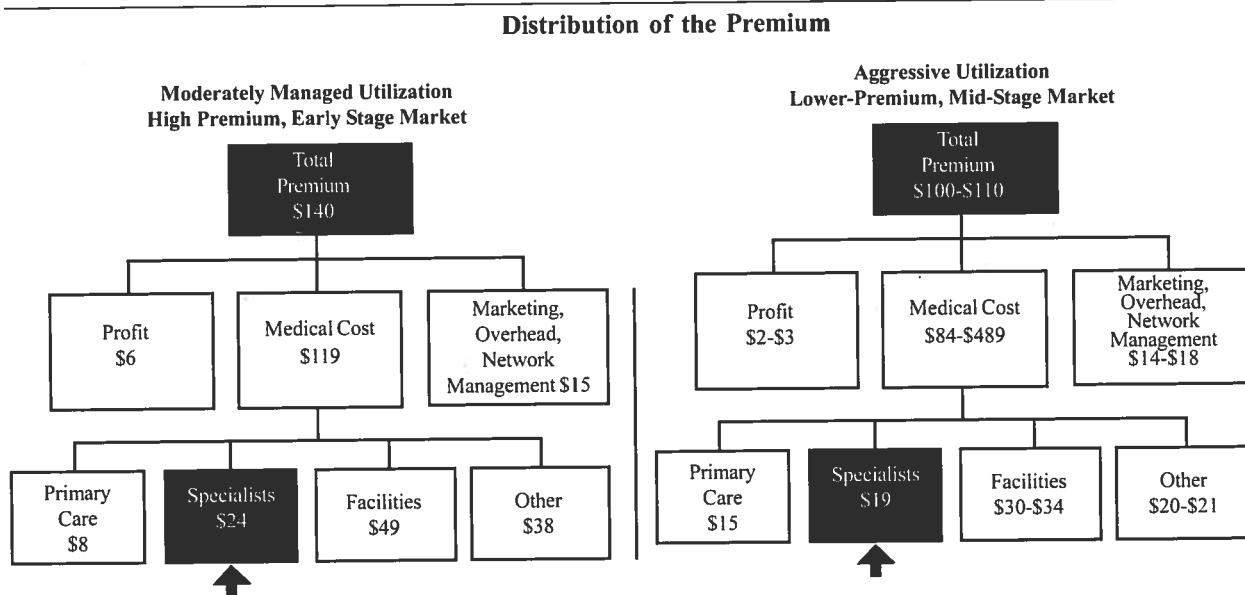 Distribution of the Premium
Moderately Managed Utilization
High Premium, Early Stage Market
Total
Premium
$140
Profit
$6
Medical Cost
$119
Marketing,
Overhead,
Network
Management $15
Primary
Care
$8
Specialists
$24
Facilities
$49
Other
$38
Aggressive Utilization
Lower-Premium, Mid-Stage Market
Total
Premium
$100-$110
Profit
$2-$3
Medical Cost
$84-$489
Marketing,
Overhead,
Network
Management
$14-$18
Primary
Care
$15
Specialists
$19
Facilities
$30-$34
Other
$20-$21